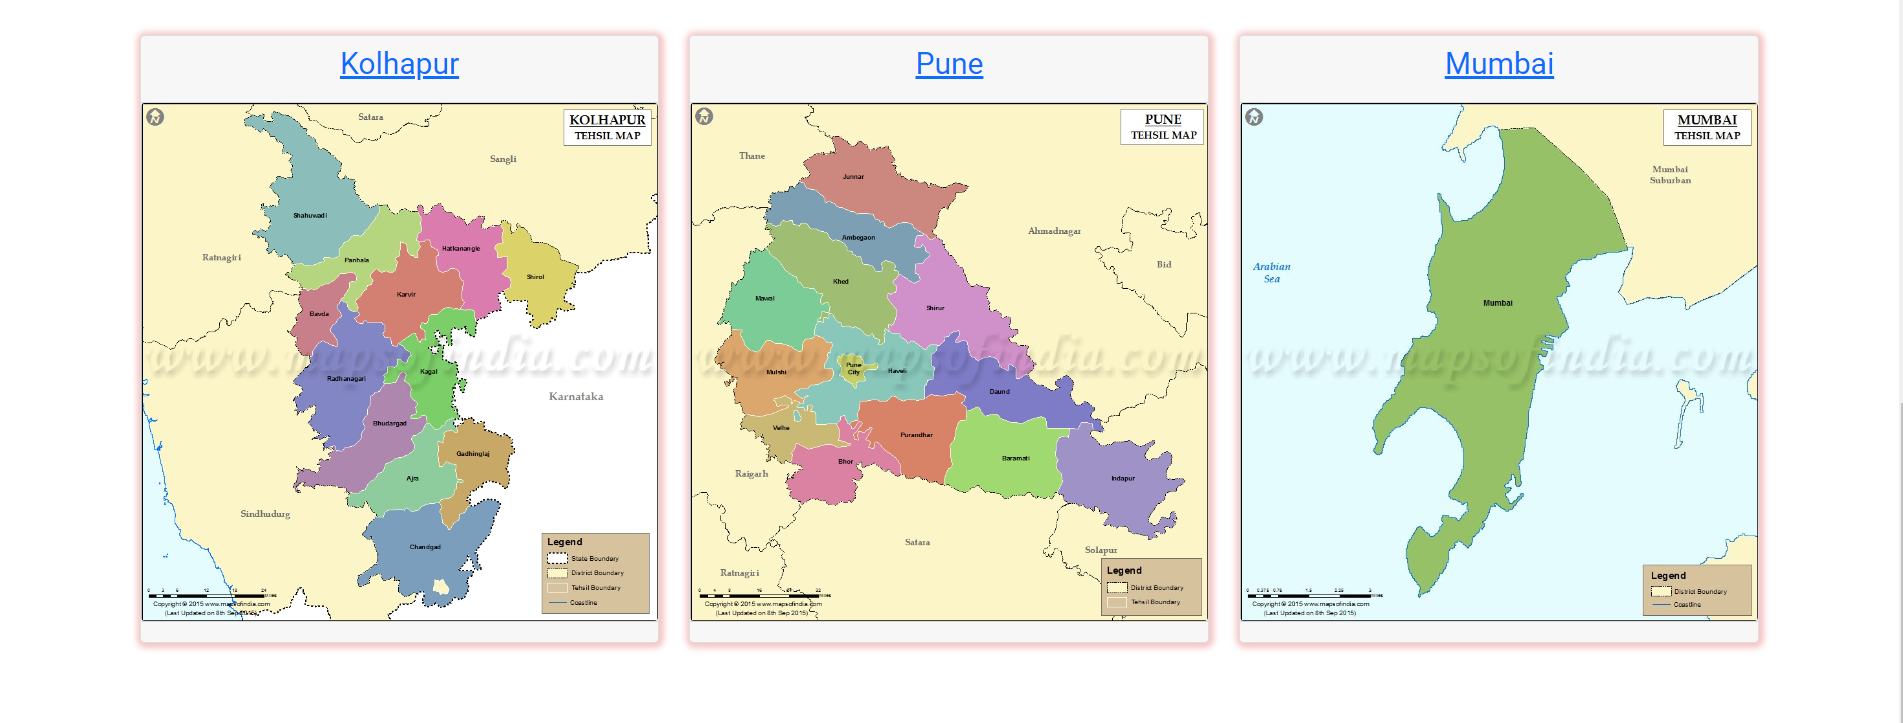 Kolhapur
KOLHAPUR
TEHSIL MAP
Satara
Sangli
Shahuwadi
Ratnagiri
Panhala
Hatkanangle
Shirol
Karvir
Bavda
www.mapsofindia.com
Radhanagari
Kagal
Karnataka
Bhudargad
Gadhinglaj
Ajra
Sindhudurg
Chandgad
Legend
State Boundary
District Boundary
Tehsil Boundary
Coastline
Copyright © 2015 www.mapsofindia.com
(Last Updated on 8th Sep 2015)
Pune
PUNE
TEHSIL MAP
Thane
Junnar
Ambegaon
Ahmadnagar
Bid
Khed
Mawal
Shirur
www.mapsofindia.com
Mulshi
Pune
City
Haveli
Daund
Velhe
Purandhar
Bhor
Baramati
Raigarh
Indapur
Satara
Solapur
Ratnagiri
Legend
District Boundary
Tehsil Boundary
Copyright © 2015 www.mapsofindia.com
(Last Updated on 8th Sep 2015)
Mumbai
MUMBAI
TEHSIL MAP
Mumbai
Suburban
Arabian
Sea
Mumbai
www.mapsofindia.com
Legend
District Boundary
Coastline
Copyright © 2015 www.mapsofindia.com
(Last Updated on 8th Sep 2015)